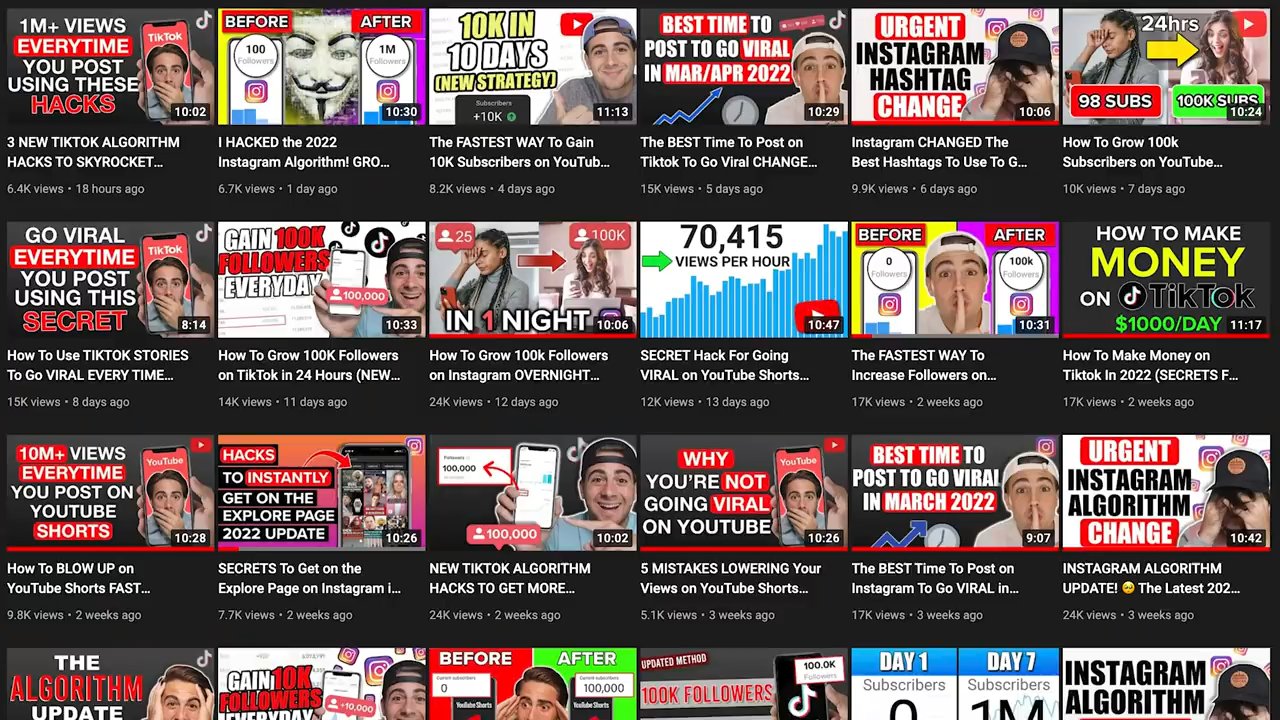 1M+ VIEWS
EVERYTIME
YOU POST
USING THESE
HACKS
TikTok
10:02
BEFORE
AFTER
100
Followers
1M
Followers
10:30
10K IN
10 DAYS
(NEW STRATEGY)
Subscribers
+10K
11:13
BEST TIME TO
POST TO GO VIRAL
IN MAR/APR 2022
10:29
URGENT
INSTAGRAM
HASHTAG
CHANGE
10:06
24hrs
98 SUBS
100K SUBS
10:24
3 NEW TIKTOK ALGORITHM
HACKS TO SKYROCKET...
6.4K views • 18 hours ago
I HACKED the 2022
Instagram Algorithm! GRO...
6.7K views • 1 day ago
The FASTEST WAY To Gain
10K Subscribers on YouTub...
8.2K views • 4 days ago
The BEST Time To Post on
Tiktok To Go Viral CHANGE...
15K views • 5 days ago
Instagram CHANGED The
Best Hashtags To Use To G...
9.9K views • 6 days ago
How To Grow 100k
Subscribers on YouTube...
10K views • 7 days ago
GO VIRAL
EVERYTIME
YOU POST
USING THIS
SECRET
TikTok
8:14
GAIN 100K
FOLLOWERS
EVERYDAY
100,000
10:33
25
100K
IN 1 NIGHT
10:06
70,415
VIEWS PER HOUR
10:47
BEFORE
AFTER
0
Followers
100k
Followers
10:31
HOW TO MAKE
MONEY
ON TikTok
$1000/DAY
11:17
How To Use TIKTOK STORIES
To Go VIRAL EVERY TIME...
15K views • 8 days ago
How To Grow 100K Followers
on TikTok in 24 Hours (NEW...
14K views • 11 days ago
How To Grow 100k Followers
on Instagram OVERNIGHT...
24K views • 12 days ago
SECRET Hack For Going
VIRAL on YouTube Shorts...
12K views • 13 days ago
The FASTEST WAY To
Increase Followers on...
17K views • 2 weeks ago
How To Make Money on
Tiktok In 2022 (SECRETS F...
17K views • 2 weeks ago
10M+ VIEWS
EVERYTIME
YOU POST ON
YOUTUBE
SHORTS
YouTube
10:28
HACKS
TO INSTANTLY
GET ON THE
EXPLORE PAGE
2022 UPDATE
10:26
Followers
100,000
100,000
10:02
WHY
YOU'RE NOT
GOING VIRAL
ON YOUTUBE
YouTube
10:26
BEST TIME TO
POST TO GO VIRAL
IN MARCH 2022
9:07
URGENT
INSTAGRAM
ALGORITHM
CHANGE
10:42
How To BLOW UP on
YouTube Shorts FAST...
9.8K views • 2 weeks ago
SECRETS To Get on the
Explore Page on Instagram i...
7.7K views • 2 weeks ago
NEW TIKTOK ALGORITHM
HACKS TO GET MORE...
24K views • 2 weeks ago
5 MISTAKES LOWERING Your
Views on YouTube Shorts...
5.1K views • 3 weeks ago
The BEST Time To Post on
Instagram To Go VIRAL in...
17K views • 3 weeks ago
INSTAGRAM ALGORITHM
UPDATE! 🥺 The Latest 202...
24K views • 3 weeks ago
THE
ALGORITHM
UPDATE
GAIN 10K
FOLLOWERS
EVERYDAY
+10,000
BEFORE
AFTER
Current subscribers
0
Current subscribers
100,000
YouTube Shorts
YouTube Shorts
UPDATED METHOD
100K FOLLOWERS
100.0K
Followers
DAY 1
Subscribers
0
DAY 7
Subscribers
1M
INSTAGRAM
ALGORITHM